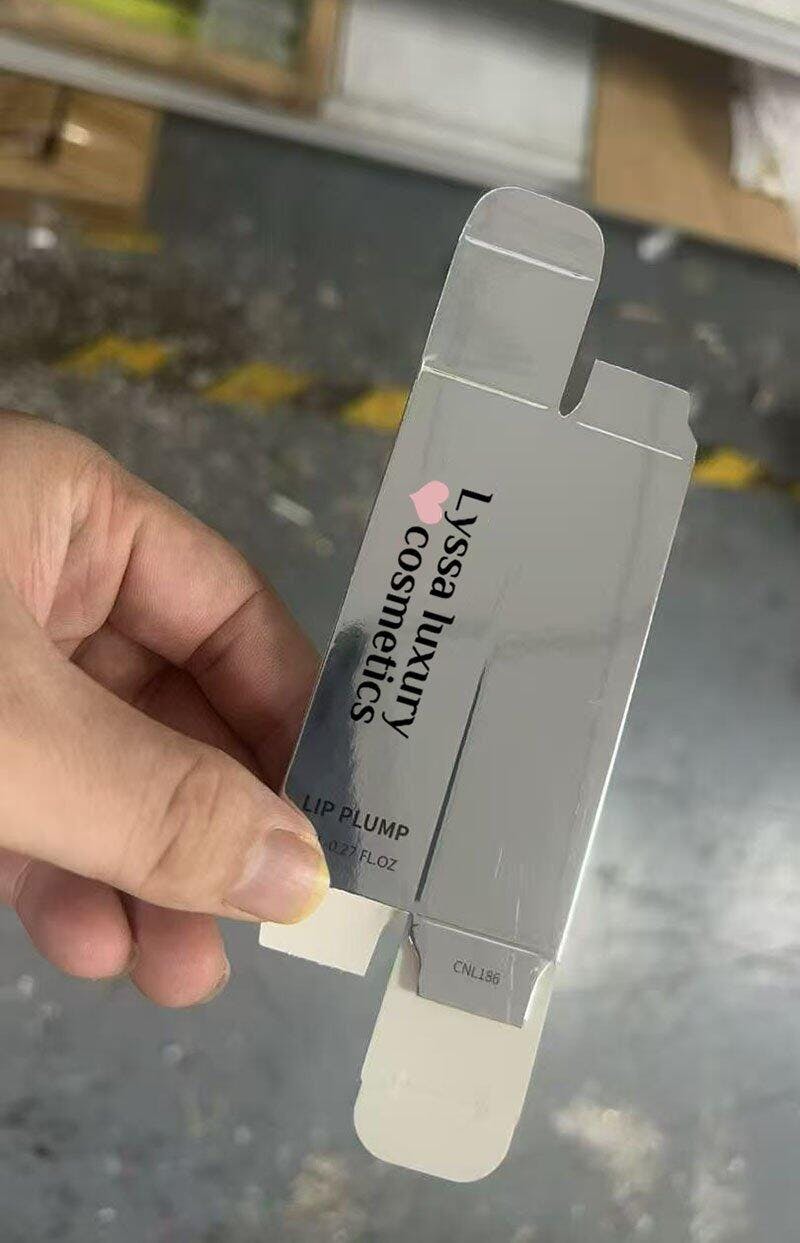 Lyssa luxury
cosmetics
LIP PLUMP
0.27 FL.OZ
CNL186